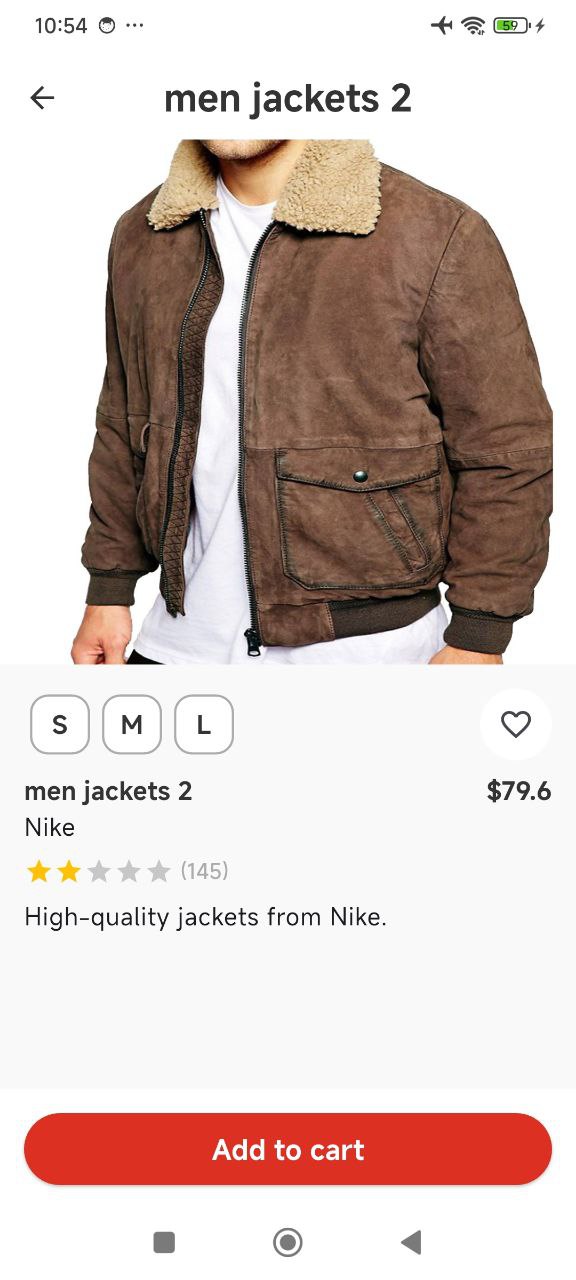 10:54
59
men jackets 2
S M L
men jackets 2 $79.6
Nike
(145)
High-quality jackets from Nike.
Add to cart